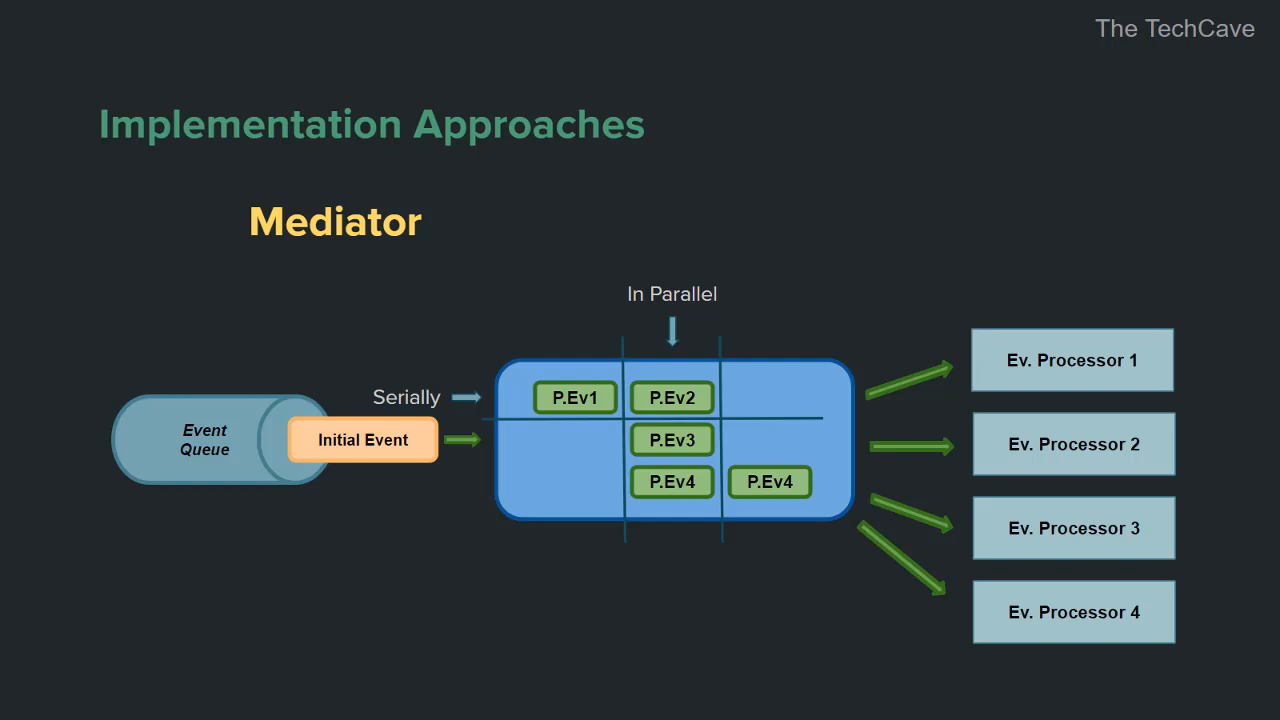 The TechCave
Implementation Approaches
Mediator
In Parallel
Serially
Event
Queue
Initial Event
P.Ev1
P.Ev2
P.Ev3
P.Ev4
P.Ev4
Ev. Processor 1
Ev. Processor 2
Ev. Processor 3
Ev. Processor 4